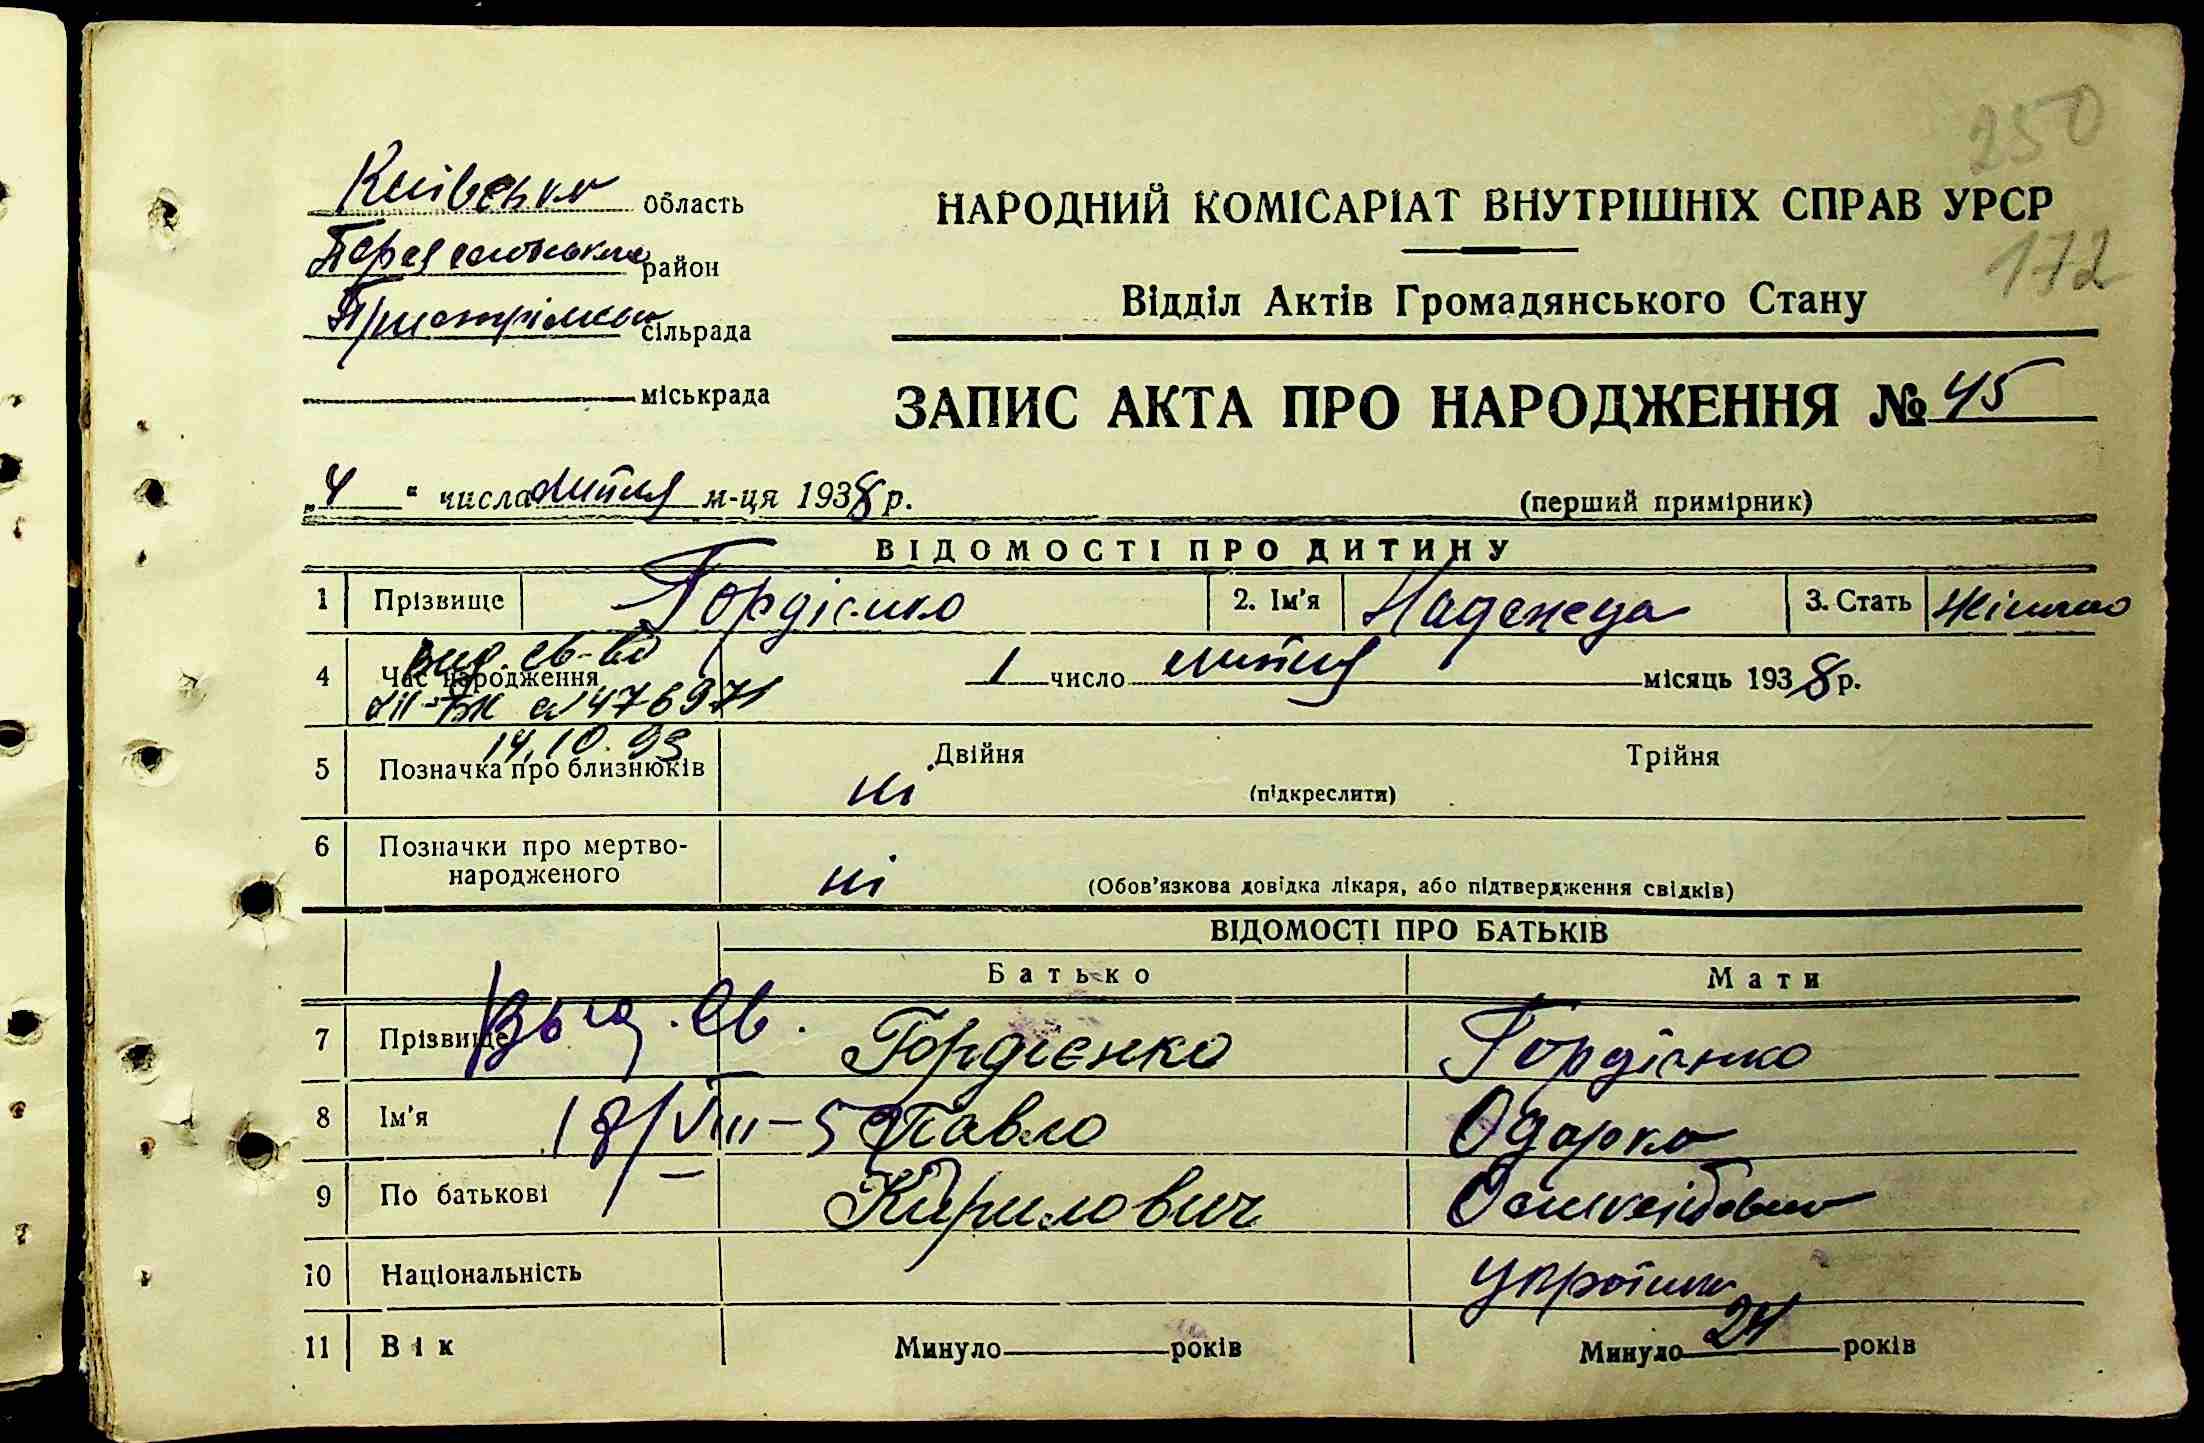 250
Київська область
НАРОДНИЙ КОМІСАРІАТ ВНУТРІШНІХ СПРАВ УРСР
район
172
Відділ Актів Громадянського Стану
сільрада
міськрада
ЗАПИС АКТА ПРО НАРОДЖЕННЯ № 45
„4“ числа липня м-ця 1938 р.
(перший примірник)
ВІДОМОСТІ ПРО ДИТИНУ
1 Прізвище Гордієнко 2. Ім'я Надежда 3. Стать жіноча
вид. св-во
4 Час народження 1 число липня місяць 1938 р.
476971
14.10.93
5 Позначка про близнюків ні Двійня Трійня
(підкреслити)
6 Позначки про мертво-
народженого ні (Обов'язкова довідка лікаря, або підтвердження свідків)
ВІДОМОСТІ ПРО БАТЬКІВ
Батько Мати
Выд. св.
7 Прізвище Гордієнко Гордієнко
8 Ім'я Павло Одарка
9 По батькові Кирилович
10 Національність українка
11 Вік Минуло років Минуло 24 років